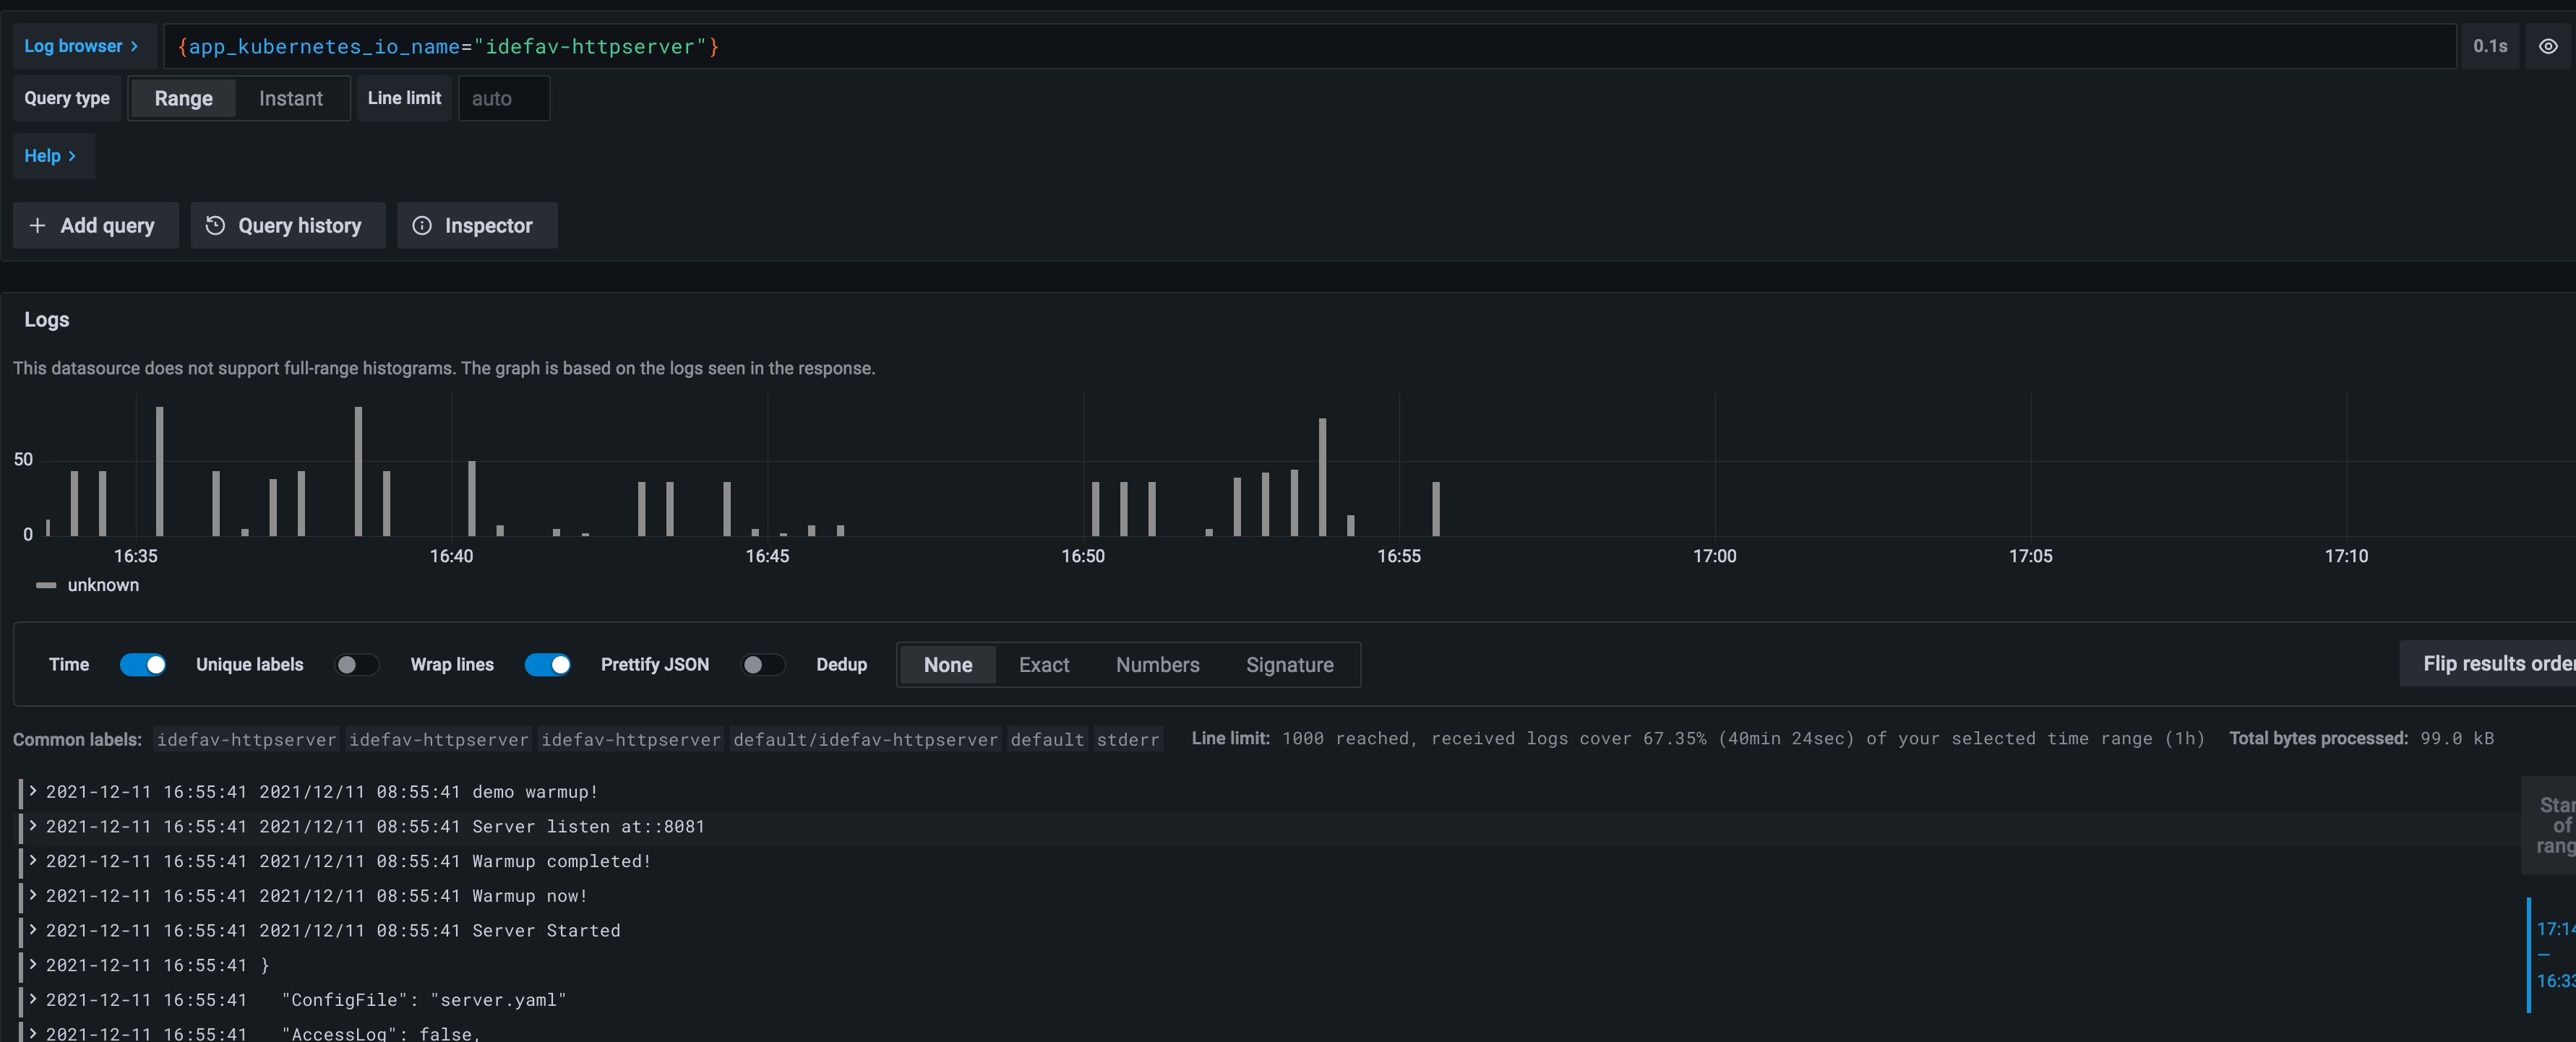 Log browser > {app_kubernetes_io_name="idefav-httpserver"} 0.1s
Query type Range Instant Line limit auto
Help >
+ Add query Query history Inspector
Logs
This datasource does not support full-range histograms. The graph is based on the logs seen in the response.
50
0
16:35 16:40 16:45 16:50 16:55 17:00 17:05 17:10
unknown
Time Unique labels Wrap lines Prettify JSON Dedup None Exact Numbers Signature Flip results order
Common labels: idefav-httpserver idefav-httpserver idefav-httpserver default/idefav-httpserver default stderr Line limit: 1000 reached, received logs cover 67.35% (40min 24sec) of your selected time range (1h) Total bytes processed: 99.0 kB
> 2021-12-11 16:55:41 2021/12/11 08:55:41 demo warmup!
> 2021-12-11 16:55:41 2021/12/11 08:55:41 Server listen at::8081
> 2021-12-11 16:55:41 2021/12/11 08:55:41 Warmup completed!
> 2021-12-11 16:55:41 2021/12/11 08:55:41 Warmup now!
> 2021-12-11 16:55:41 2021/12/11 08:55:41 Server Started
> 2021-12-11 16:55:41 }
> 2021-12-11 16:55:41 "ConfigFile": "server.yaml"
> 2021-12-11 16:55:41 "AccessLog": false,
of
17:14
—
16:33